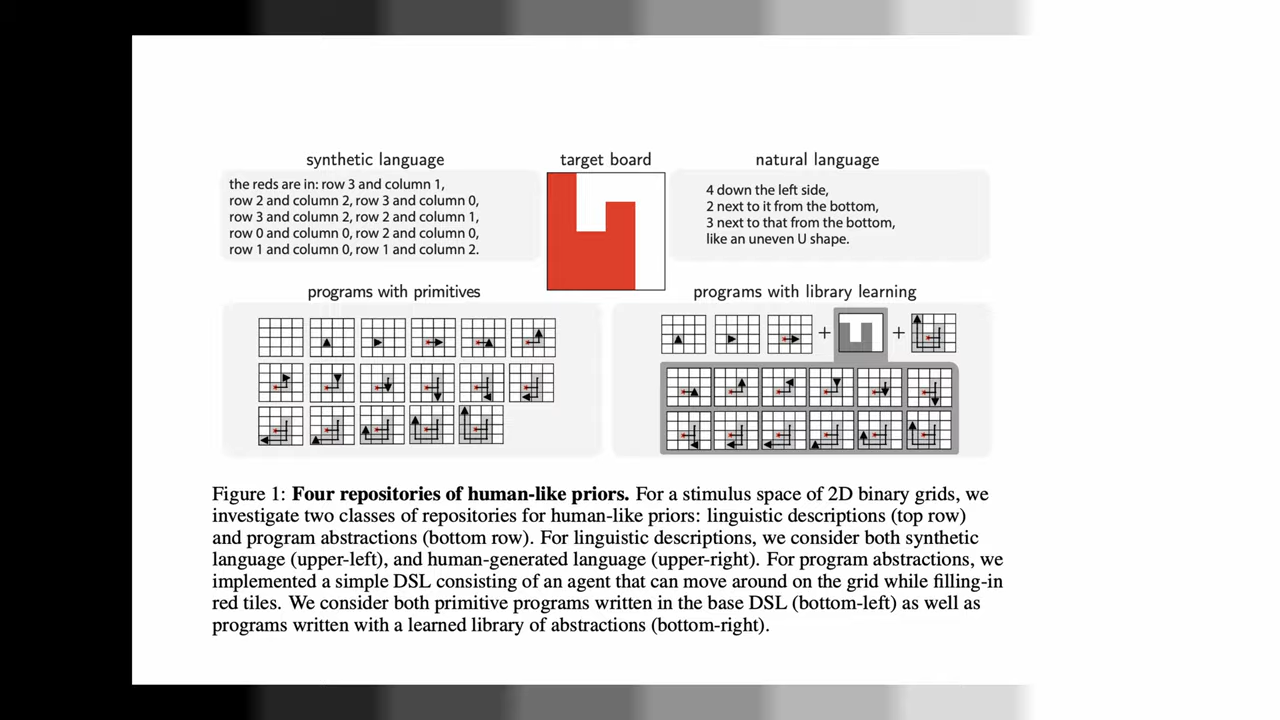 synthetic language
the reds are in: row 3 and column 1,
row 2 and column 2, row 3 and column 0,
row 3 and column 2, row 2 and column 1,
row 0 and column 0, row 2 and column 0,
row 1 and column 0, row 1 and column 2.
target board
natural language
4 down the left side,
2 next to it from the bottom,
3 next to that from the bottom,
like an uneven U shape.
programs with primitives
programs with library learning
+
+
Figure 1: Four repositories of human-like priors. For a stimulus space of 2D binary grids, we
investigate two classes of repositories for human-like priors: linguistic descriptions (top row)
and program abstractions (bottom row). For linguistic descriptions, we consider both synthetic
language (upper-left), and human-generated language (upper-right). For program abstractions, we
implemented a simple DSL consisting of an agent that can move around on the grid while filling-in
red tiles. We consider both primitive programs written in the base DSL (bottom-left) as well as
programs written with a learned library of abstractions (bottom-right).